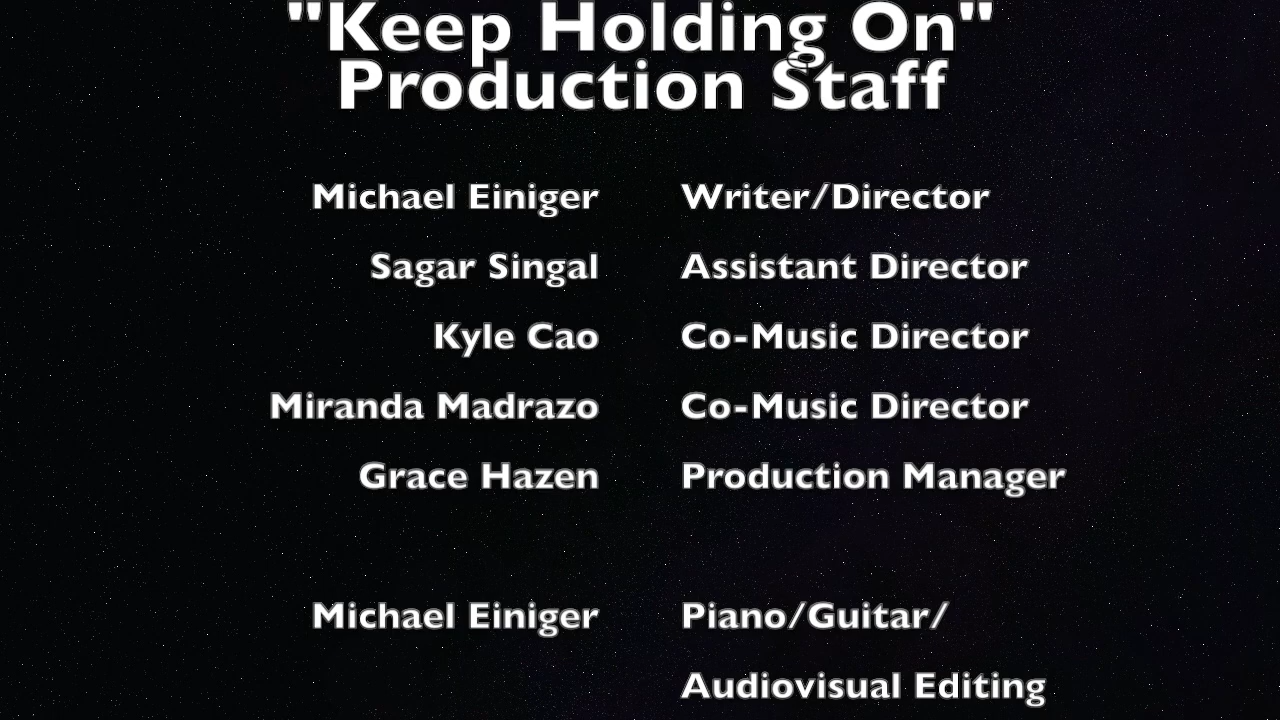 "Keep Holding On"
Production Staff
Michael Einiger Writer/Director
Sagar Singal Assistant Director
Kyle Cao Co-Music Director
Miranda Madrazo Co-Music Director
Grace Hazen Production Manager
Michael Einiger Piano/Guitar/
Audiovisual Editing